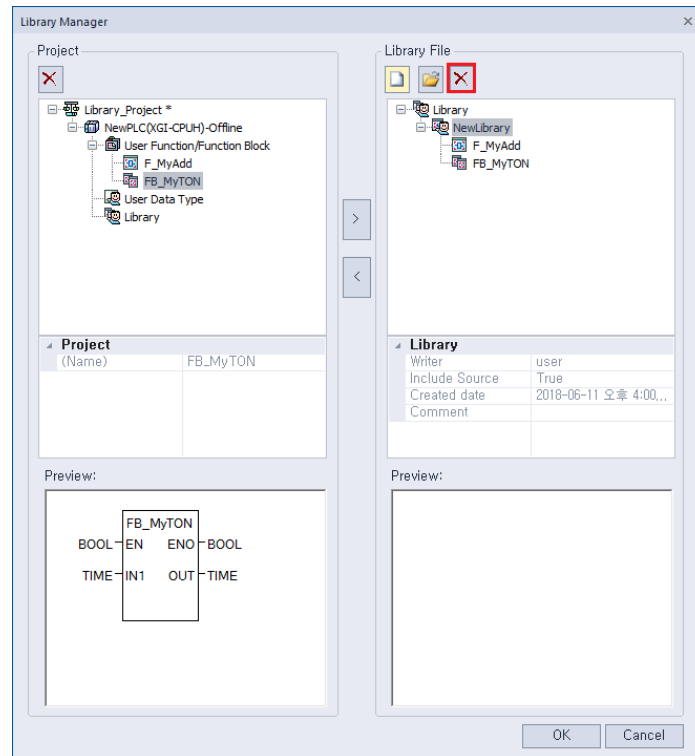 Library Manager
Project
Library File
Library_Project *
NewPLC(XGI-CPUH)-Offline
User Function/Function Block
F_MyAdd
FB_MyTON
User Data Type
Library
>
<
Library
NewLibrary
F_MyAdd
FB_MyTON
Project
(Name) FB_MyTON
Library
Writer user
Include Source True
Created date 2018-06-11 오후 4:00...
Comment
Preview:
FB_MyTON
BOOL EN ENO BOOL
TIME IN1 OUT TIME
Preview:
OK Cancel